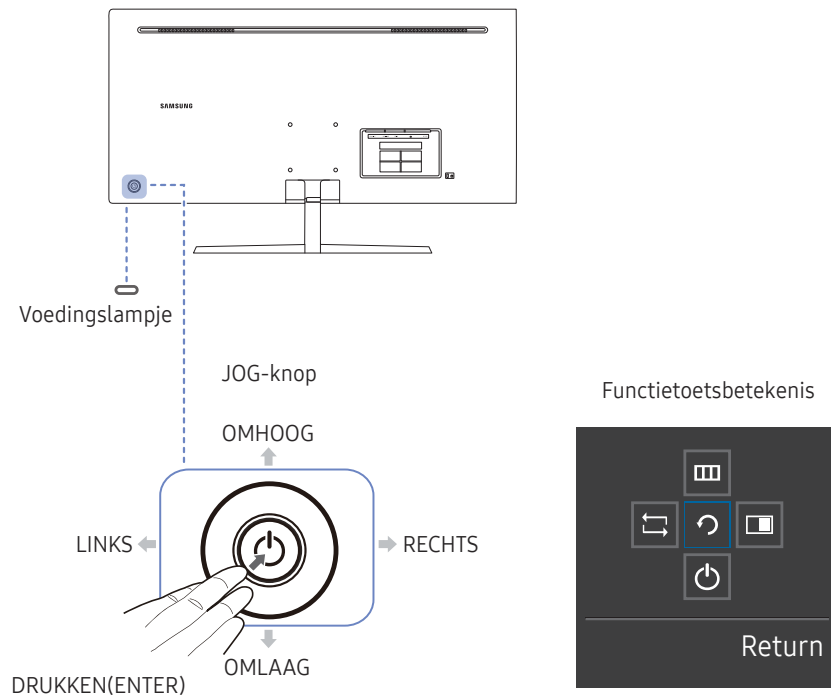 SAMSUNG
Voedingslampje
JOG-knop
Functietoetsbetekenis
OMHOOG
LINKS
RECHTS
OMLAAG
DRUKKEN(ENTER)
Return